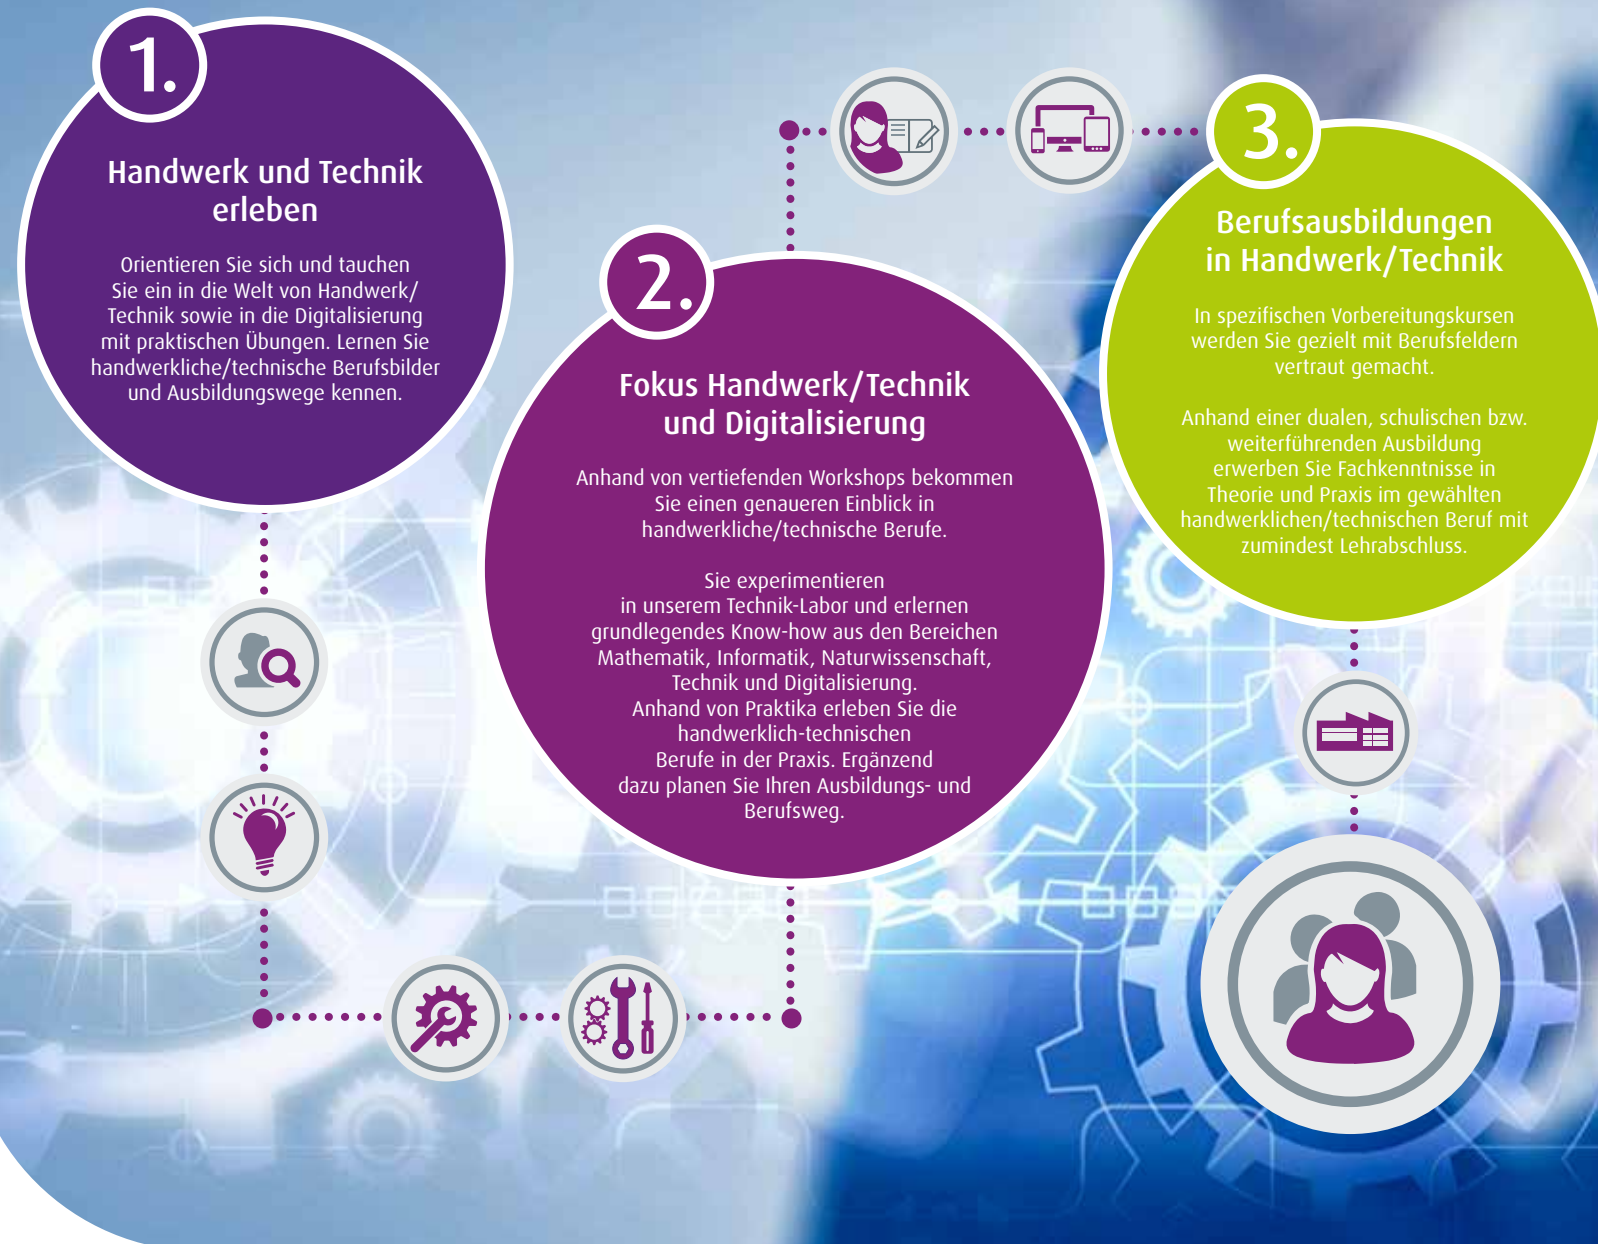 1.
Handwerk und Technik
erleben
Orientieren Sie sich und tauchen
Sie ein in die Welt von Handwerk/
Technik sowie in die Digitalisierung
mit praktischen Übungen. Lernen Sie
handwerkliche/technische Berufsbilder
und Ausbildungswege kennen.
2.
Fokus Handwerk/Technik
und Digitalisierung
Anhand von vertiefenden Workshops bekommen
Sie einen genaueren Einblick in
handwerkliche/technische Berufe.
Sie experimentieren
in unserem Technik-Labor und erlernen
grundlegendes Know-how aus den Bereichen
Mathematik, Informatik, Naturwissenschaft,
Technik und Digitalisierung.
Anhand von Praktika erleben Sie die
handwerklich-technischen
Berufe in der Praxis. Ergänzend
dazu planen Sie Ihren Ausbildungs- und
Berufsweg.
3.
Berufsausbildungen
in Handwerk/Technik
In spezifischen Vorbereitungskursen
werden Sie gezielt mit Berufsfeldern
vertraut gemacht.
Anhand einer dualen, schulischen bzw.
weiterführenden Ausbildung
erwerben Sie Fachkenntnisse in
Theorie und Praxis im gewählten
handwerklichen/technischen Beruf mit
zumindest Lehrabschluss.